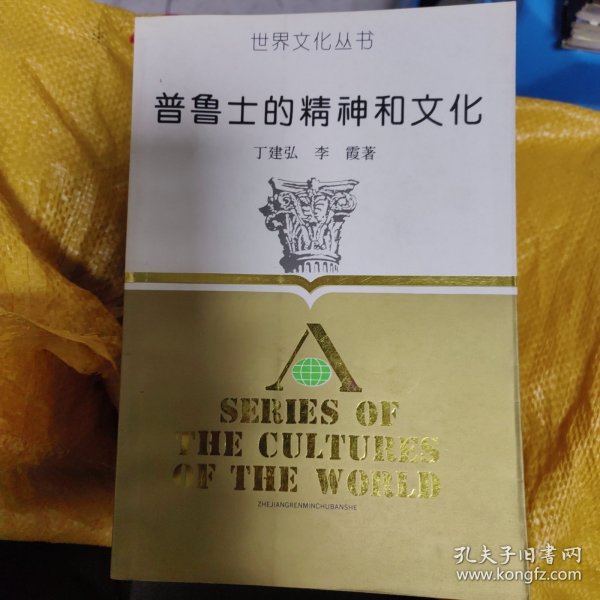 世界文化丛书
普鲁士的精神和文化
丁建弘 李 霞著
SERIES OF
THE CULTURES
OF THE WORLD
ZHEJIANGRENMINCHUBANSHE
孔夫子旧书网
www.kongfz.com